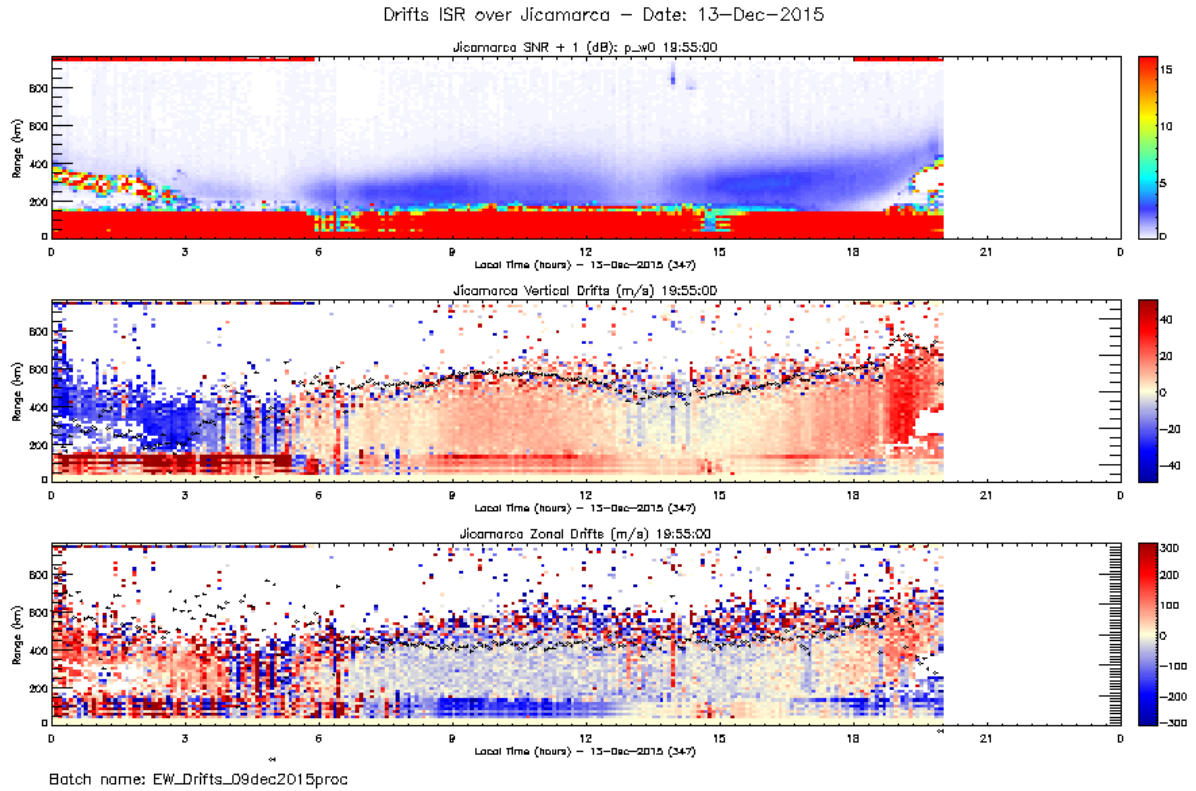 Drifts ISR over Jicamarca – Date: 13-Dec-2015
Jicamarca SNR + 1 (dB): p_w0 19:55:00
Range (km)
800
600
400
200
0
0 3 6 9 12 15 18 21 0
Local Time (hours) – 13-Dec-2015 (347)
15
10
5
0
Jicamarca Vertical Drifts (m/s) 19:55:00
Range (km)
800
600
400
200
0
0 3 6 9 12 15 18 21 0
Local Time (hours) – 13-Dec-2015 (347)
40
20
0
-20
-40
Jicamarca Zonal Drifts (m/s) 19:55:00
Range (km)
800
600
400
200
0
0 3 6 9 12 15 18 21 0
Local Time (hours) – 13-Dec-2015 (347)
300
200
100
0
-100
-200
-300
Batch name: EW_Drifts_09dec2015proc